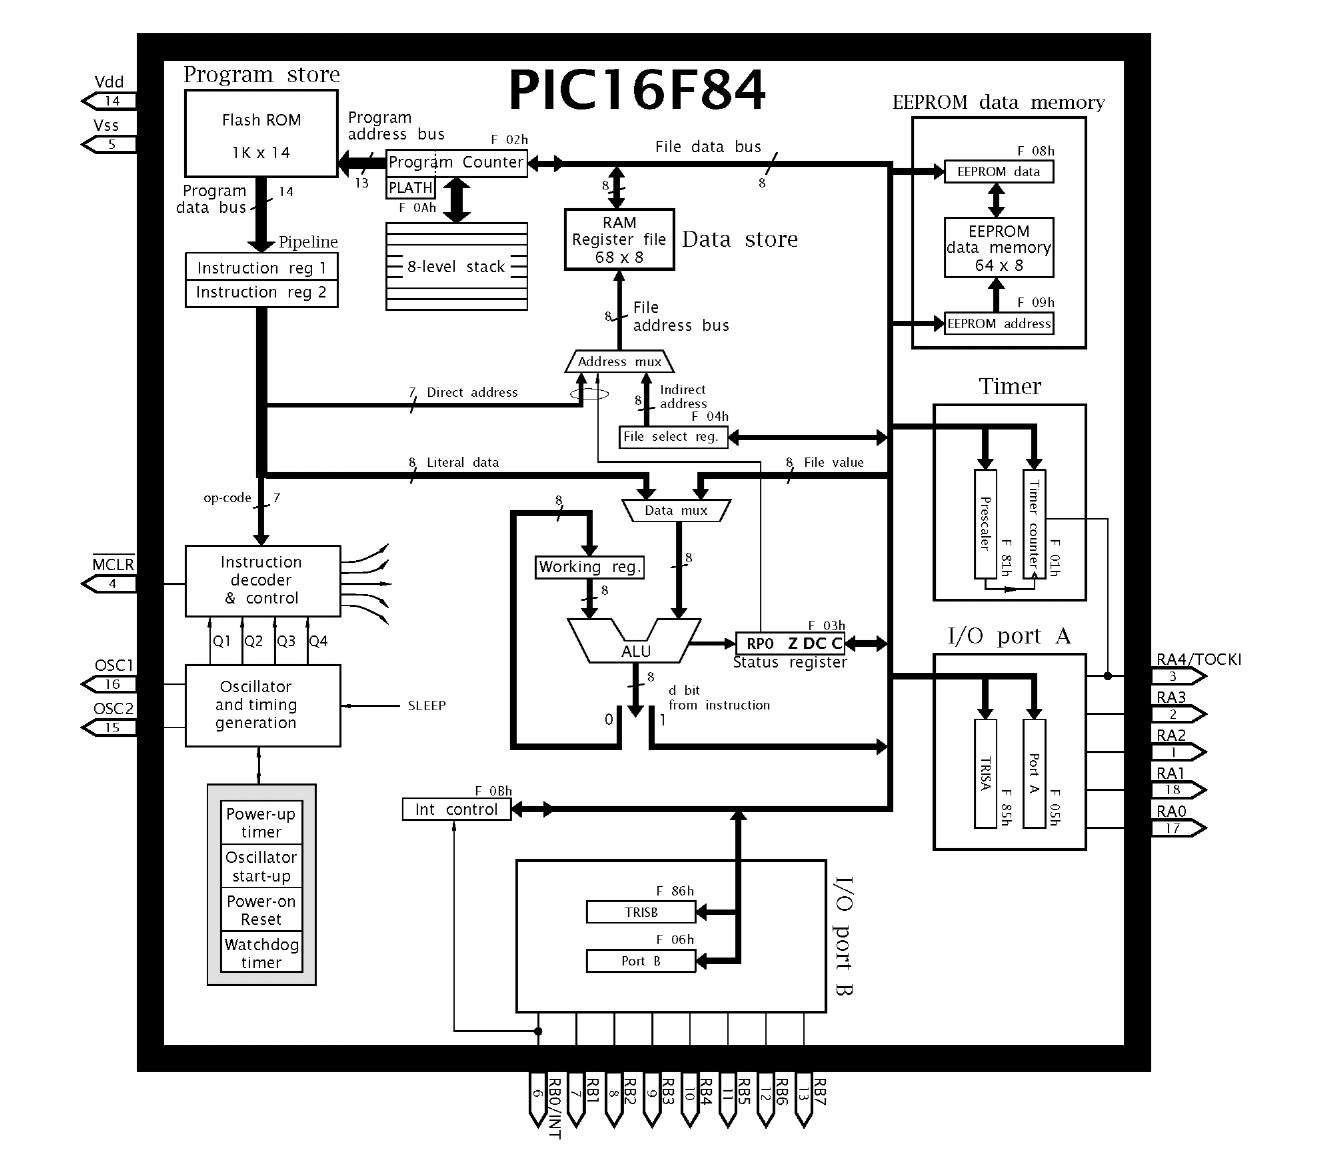 PIC16F84
Program store
Flash ROM
1K x 14
Vdd
14
Vss
5
Program
address bus
13
F 02h
Program Counter
PLATH
F 0Ah
8-level stack
Program
data bus
14
Pipeline
Instruction reg 1
Instruction reg 2
File data bus
8
8
RAM
Register file
68 x 8
Data store
8
File
address bus
Address mux
7
Direct address
8
Indirect
address
F 04h
File select reg.
8
Literal data
8
File value
Data mux
8
8
Working reg.
8
ALU
F 03h
RP0 Z DC C
Status register
8
d bit
from instruction
0
1
op-code
7
Instruction
decoder
& control
MCLR
4
Q1
Q2
Q3
Q4
OSC1
16
OSC2
15
Oscillator
and timing
generation
SLEEP
Power-up
timer
Oscillator
start-up
Power-on
Reset
Watchdog
timer
F 0Bh
Int control
EEPROM data memory
F 08h
EEPROM data
EEPROM
data memory
64 x 8
F 09h
EEPROM address
Timer
Prescaler
F 81h
Timer counter
F 01h
I/O port A
TRISA
F 85h
Port A
F 05h
RA4/TOCKI
3
RA3
2
RA2
1
RA1
18
RA0
17
I/O port B
F 86h
TRISB
F 06h
Port B
6
RB0/INT
7
RB1
8
RB2
9
RB3
10
RB4
11
RB5
12
RB6
13
RB7